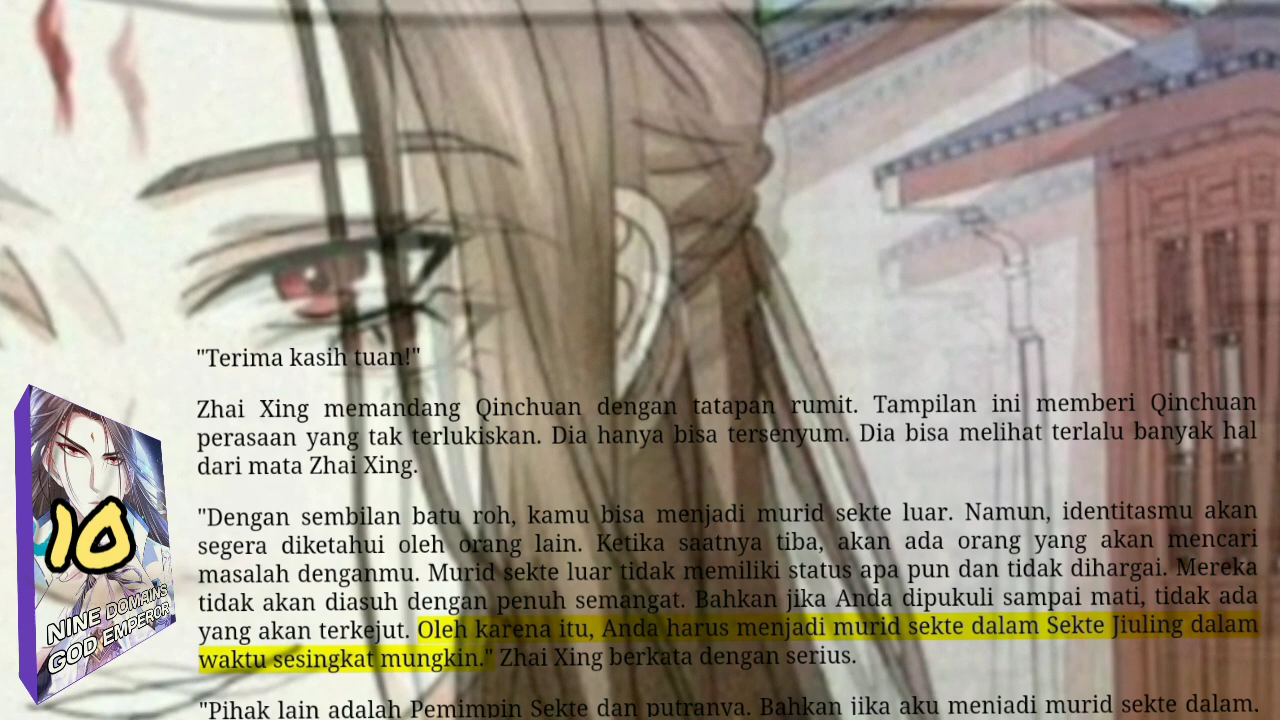 "Terima kasih tuan!"
Zhai Xing memandang Qinchuan dengan tatapan rumit. Tampilan ini memberi Qinchuan
perasaan yang tak terlukiskan. Dia hanya bisa tersenyum. Dia bisa melihat terlalu banyak hal
dari mata Zhai Xing.
"Dengan sembilan batu roh, kamu bisa menjadi murid sekte luar. Namun, identitasmu akan
segera diketahui oleh orang lain. Ketika saatnya tiba, akan ada orang yang akan mencari
masalah denganmu. Murid sekte luar tidak memiliki status apa pun dan tidak dihargai. Mereka
tidak akan diasuh dengan penuh semangat. Bahkan jika Anda dipukuli sampai mati, tidak ada
yang akan terkejut. Oleh karena itu, Anda harus menjadi murid sekte dalam Sekte Jiuling dalam
waktu sesingkat mungkin." Zhai Xing berkata dengan serius.
"Pihak lain adalah Pemimpin Sekte dan putranya. Bahkan jika aku menjadi murid sekte dalam,
10
NINE DOMAINS
GOD EMPEROR